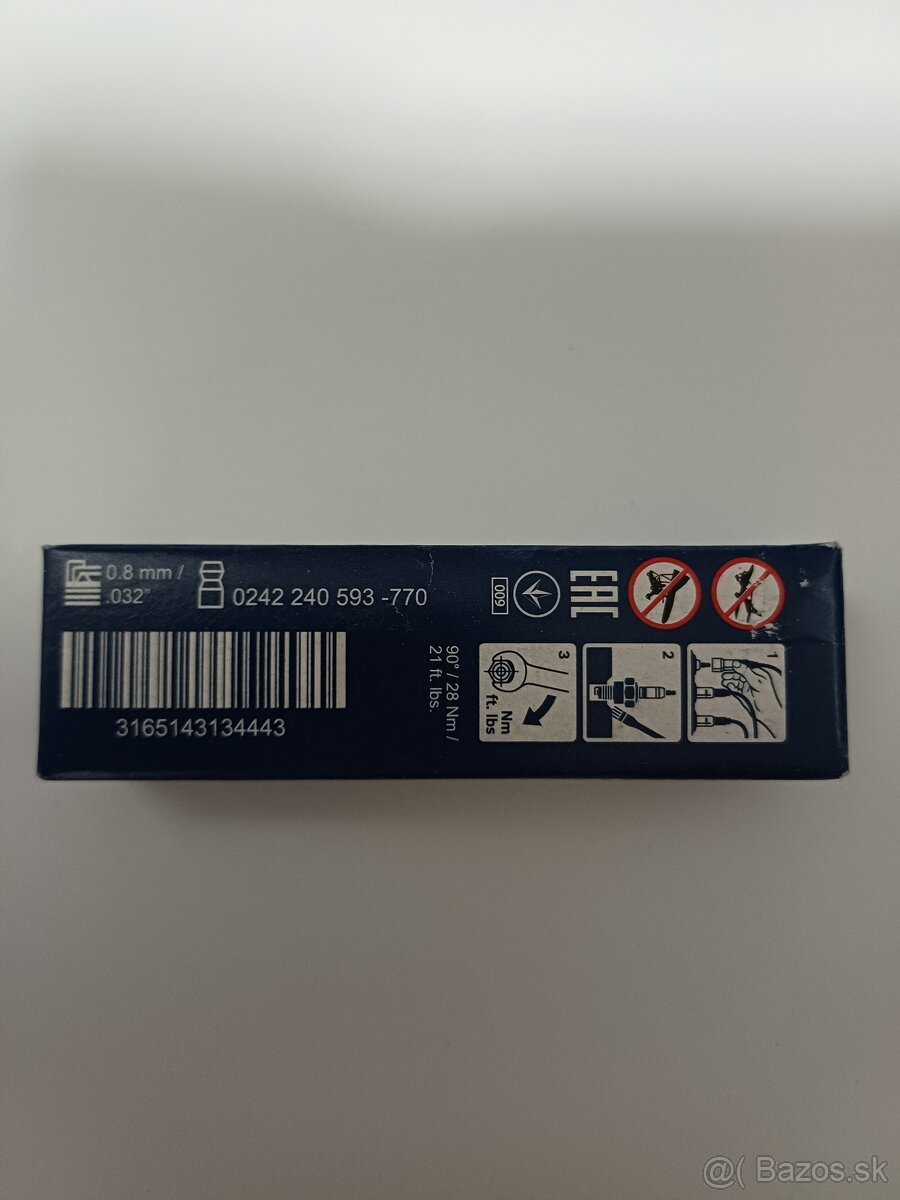 0.8 mm /
.032"
0242 240 593 -770
3165143134443
90° / 28 Nm /
21 ft. lbs.
009
EAC
3
Nm
ft. lbs
2
1
@( Bazos.sk